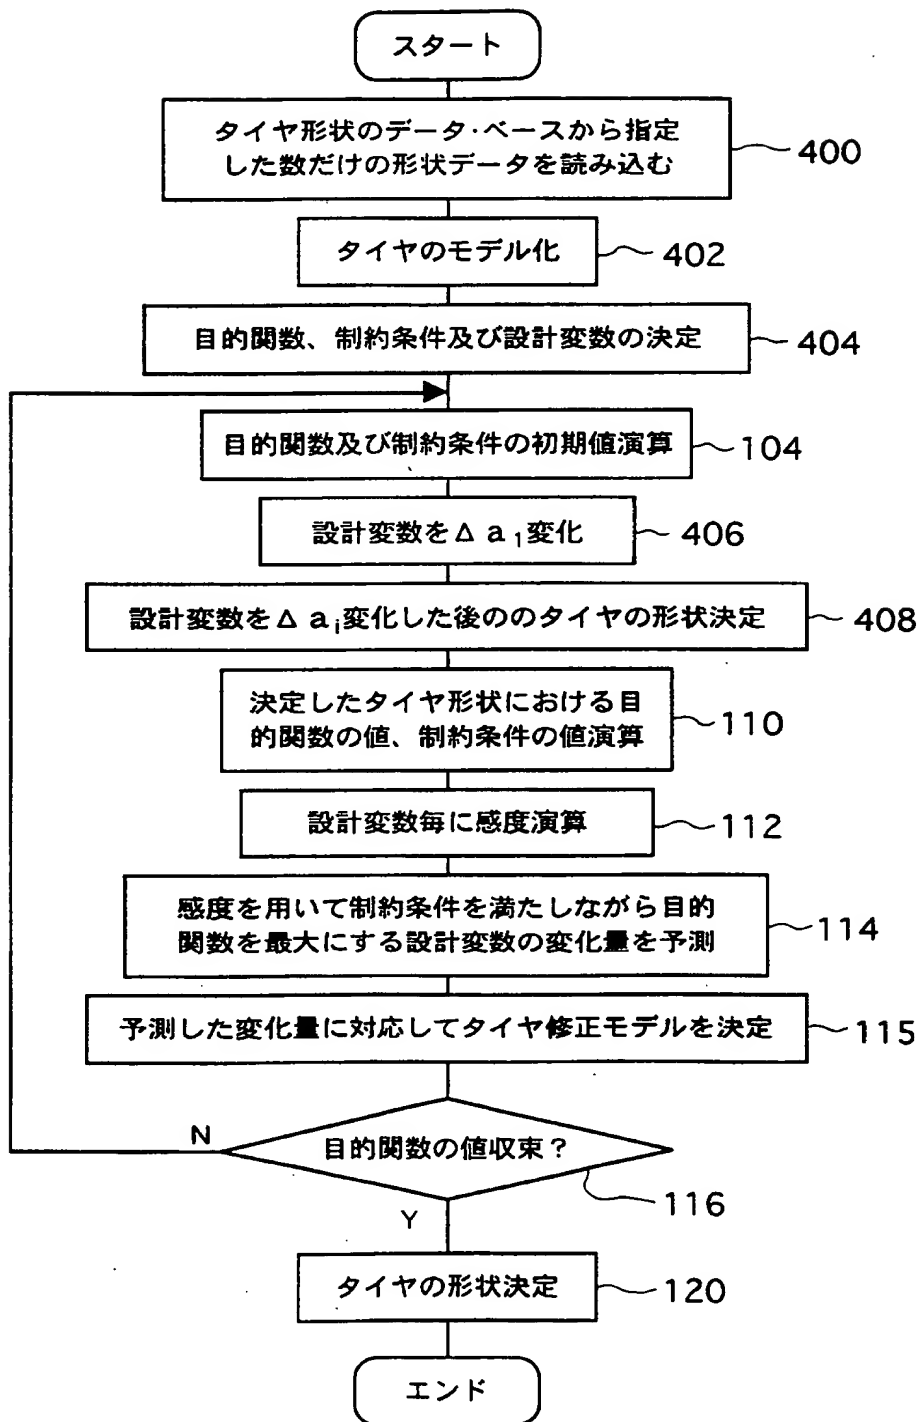 スタート
タイヤ形状のデータ・ベースから指定
した数だけの形状データを読み込む
400
タイヤのモデル化
402
目的関数、制約条件及び設計変数の決定
404
目的関数及び制約条件の初期値演算
104
設計変数をΔa₁変化
406
設計変数をΔaᵢ変化した後ののタイヤの形状決定
408
決定したタイヤ形状における目
的関数の値、制約条件の値演算
110
設計変数毎に感度演算
112
感度を用いて制約条件を満たしながら目的
関数を最大にする設計変数の変化量を予測
114
予測した変化量に対応してタイヤ修正モデルを決定
115
N
目的関数の値収束？
116
Y
タイヤの形状決定
120
エンド